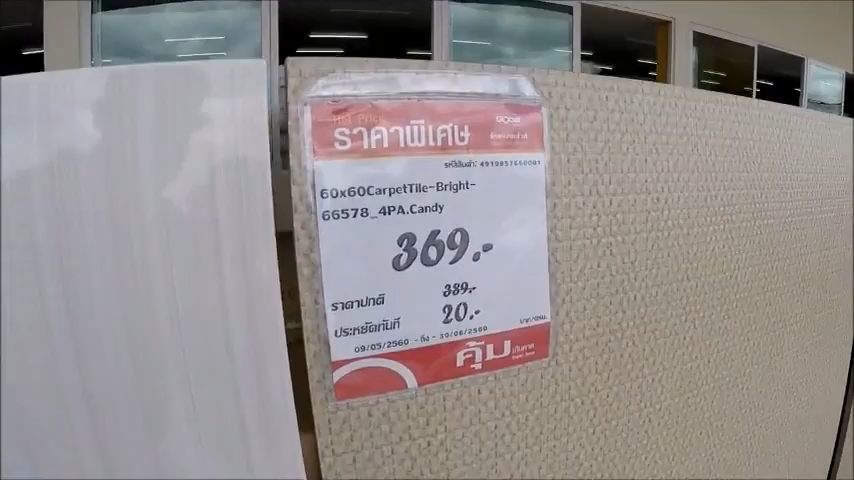 Hot Price
ราคาพิเศษ
รหัสสินค้า:
60x60CarpetTile-Bright-
66578_4PA.Candy
369.-
ราคาปกติ 389.-
ประหยัดทันที 20.-
09/05/2560 - ถึง - 30/06/2560
คุ้ม